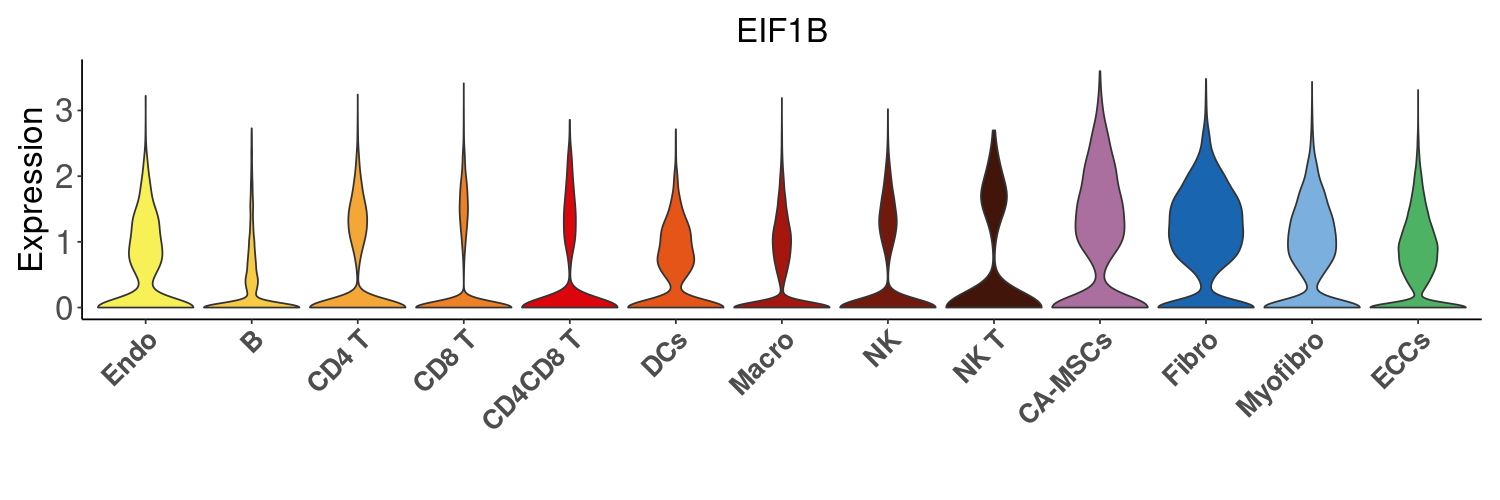 EIF1B
Expression
3
2
1
0
Endo
B
CD4 T
CD8 T
CD4CD8 T
DCs
Macro
NK
NK T
CA-MSCs
Fibro
Myofibro
ECCs